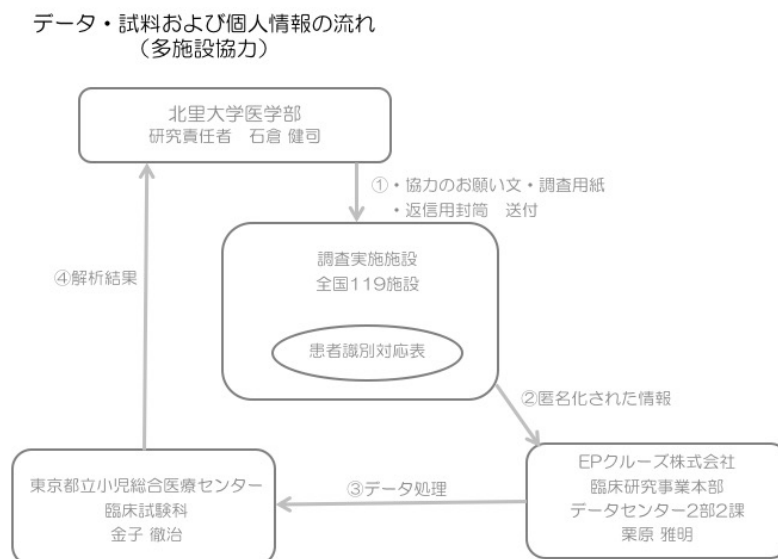 データ・試料および個人情報の流れ
（多施設協力）
北里大学医学部
研究責任者　石倉 健司
①・協力のお願い文・調査用紙
・返信用封筒　送付
調査実施施設
全国119施設
④解析結果
患者識別対応表
②匿名化された情報
東京都立小児総合医療センター
臨床試験科
金子 徹治
③データ処理
EPクルーズ株式会社
臨床研究事業本部
データセンター2部2課
栗原 雅明